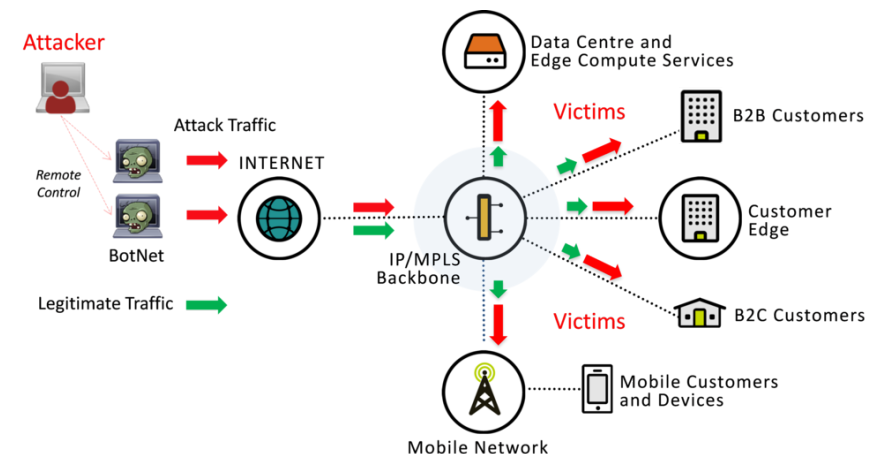 Attacker
Data Centre and
Edge Compute Services
Victims
B2B Customers
Attack Traffic
INTERNET
Remote
Control
BotNet
Customer
Edge
IP/MPLS
Backbone
Legitimate Traffic
Victims
B2C Customers
Mobile Customers
and Devices
Mobile Network